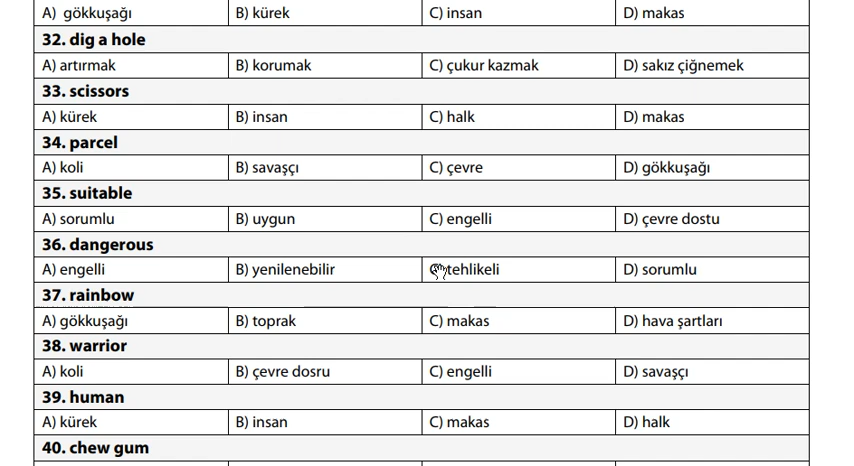 A) gökkuşağı B) kürek C) insan D) makas
32. dig a hole
A) artırmak B) korumak C) çukur kazmak D) sakız çiğnemek
33. scissors
A) kürek B) insan C) halk D) makas
34. parcel
A) koli B) savaşçı C) çevre D) gökkuşağı
35. suitable
A) sorumlu B) uygun C) engelli D) çevre dostu
36. dangerous
A) engelli B) yenilenebilir C) tehlikeli D) sorumlu
37. rainbow
A) gökkuşağı B) toprak C) makas D) hava şartları
38. warrior
A) koli B) çevre dosru C) engelli D) savaşçı
39. human
A) kürek B) insan C) makas D) halk
40. chew gum